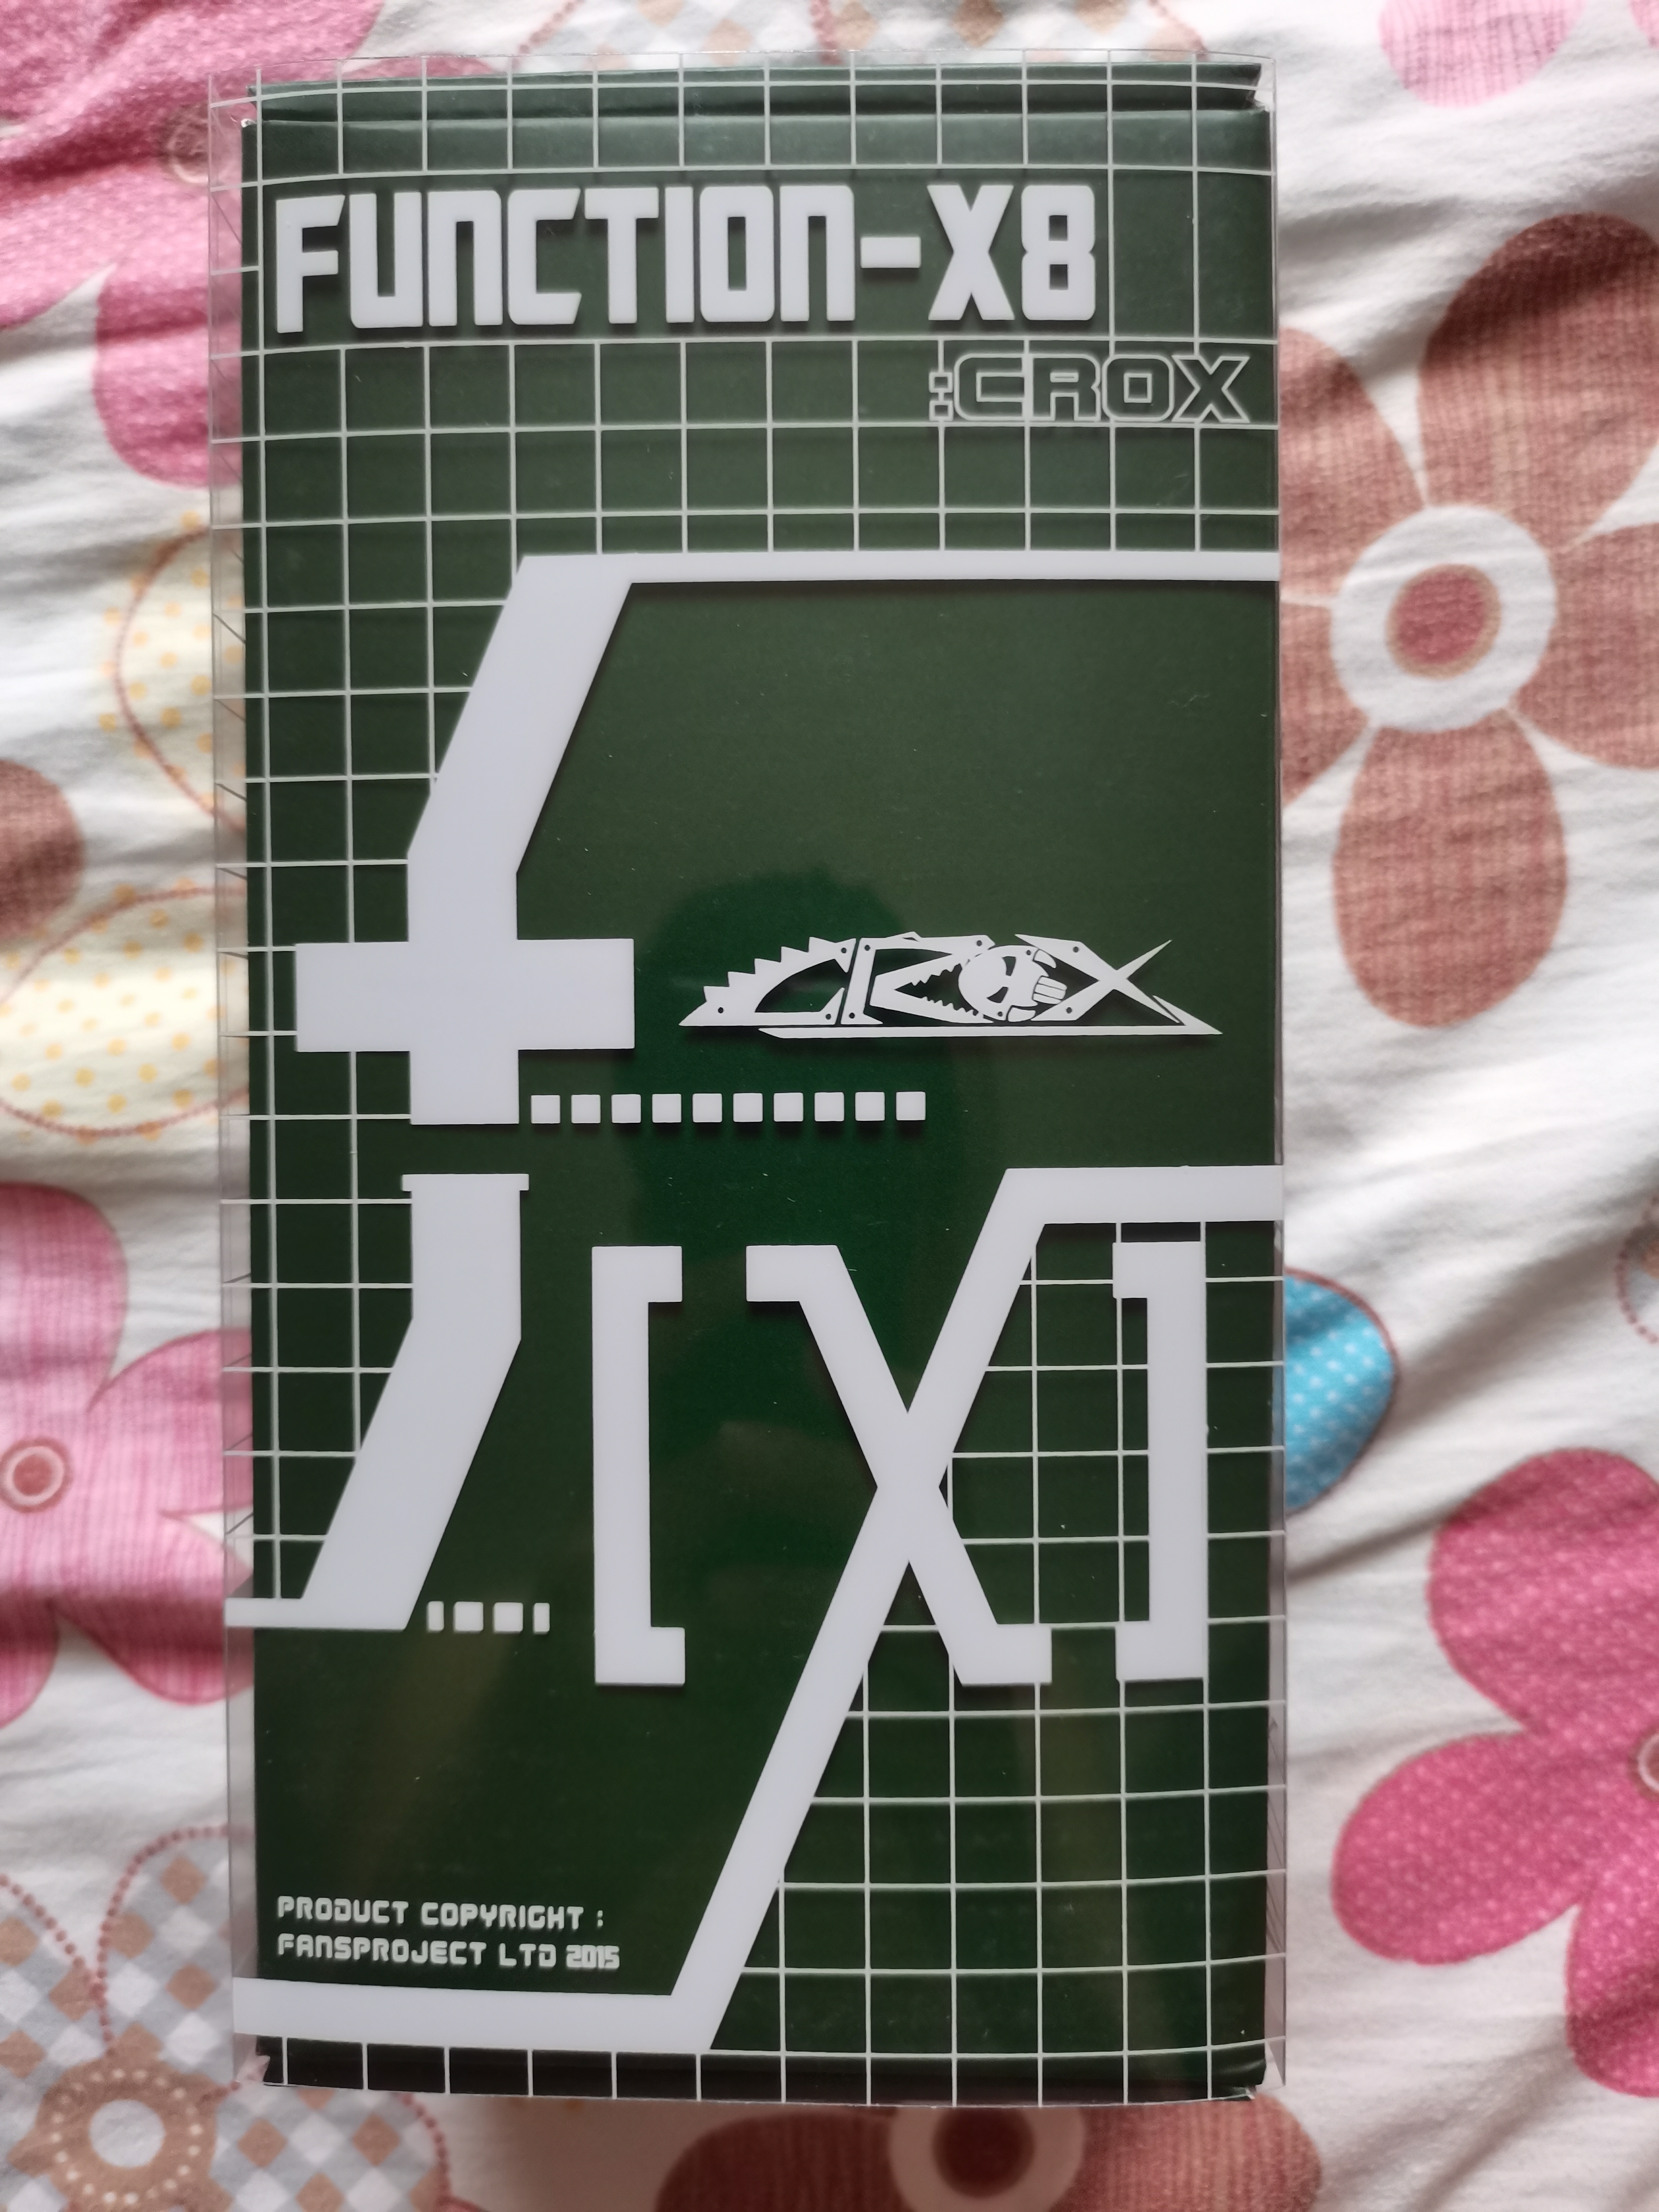 FUNCTION-X8
:CROX
CROX
f[X]
PRODUCT COPYRIGHT :
FANSPROJECT LTD 2015